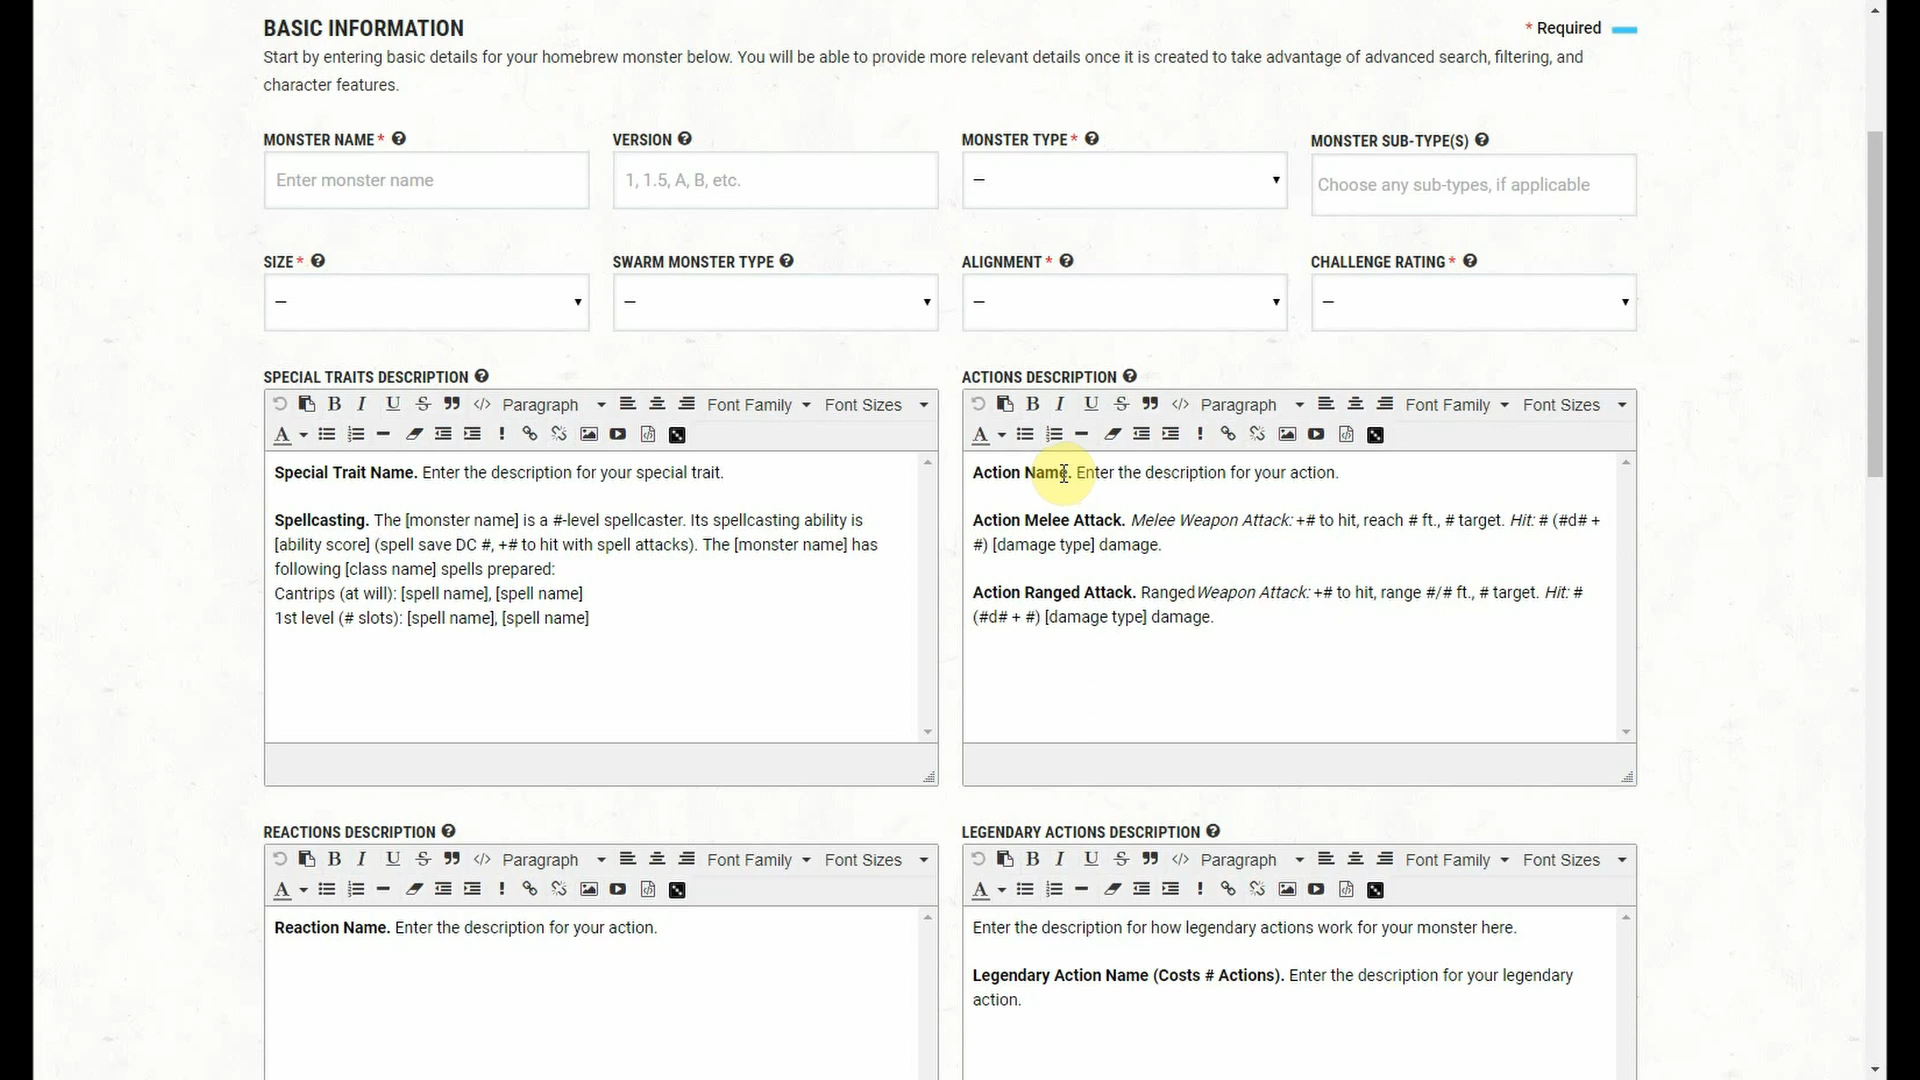 BASIC INFORMATION
* Required
Start by entering basic details for your homebrew monster below. You will be able to provide more relevant details once it is created to take advantage of advanced search, filtering, and
character features.
MONSTER NAME *
VERSION
MONSTER TYPE *
MONSTER SUB-TYPE(S)
Enter monster name
1, 1.5, A, B, etc.
—
Choose any sub-types, if applicable
SIZE *
SWARM MONSTER TYPE
ALIGNMENT *
CHALLENGE RATING *
—
—
—
—
SPECIAL TRAITS DESCRIPTION
Paragraph
Font Family
Font Sizes
Special Trait Name. Enter the description for your special trait.
Spellcasting. The [monster name] is a #-level spellcaster. Its spellcasting ability is
[ability score] (spell save DC #, +# to hit with spell attacks). The [monster name] has
following [class name] spells prepared:
Cantrips (at will): [spell name], [spell name]
1st level (# slots): [spell name], [spell name]
ACTIONS DESCRIPTION
Paragraph
Font Family
Font Sizes
Action Name. Enter the description for your action.
Action Melee Attack. Melee Weapon Attack: +# to hit, reach # ft., # target. Hit: # (#d# +
#) [damage type] damage.
Action Ranged Attack. RangedWeapon Attack: +# to hit, range #/# ft., # target. Hit: #
(#d# + #) [damage type] damage.
REACTIONS DESCRIPTION
Paragraph
Font Family
Font Sizes
Reaction Name. Enter the description for your action.
LEGENDARY ACTIONS DESCRIPTION
Paragraph
Font Family
Font Sizes
Enter the description for how legendary actions work for your monster here.
Legendary Action Name (Costs # Actions). Enter the description for your legendary
action.